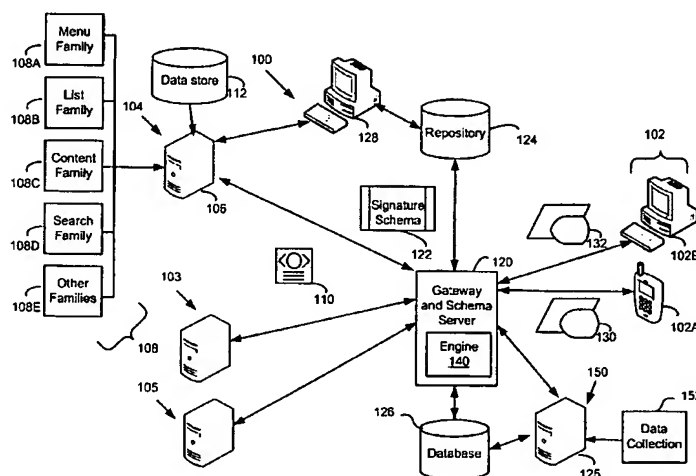 Menu
Family
108A
List
Family
108B
Content
Family
108C
Search
Family
108D
Other
Families
108E
108
Data store
112
104
106
100
128
Repository
124
Signature
Schema
122
110
103
105
120
Gateway
and Schema
Server
Engine
140
102
102B
132
102A
130
126
Database
150
125
Data
Collection